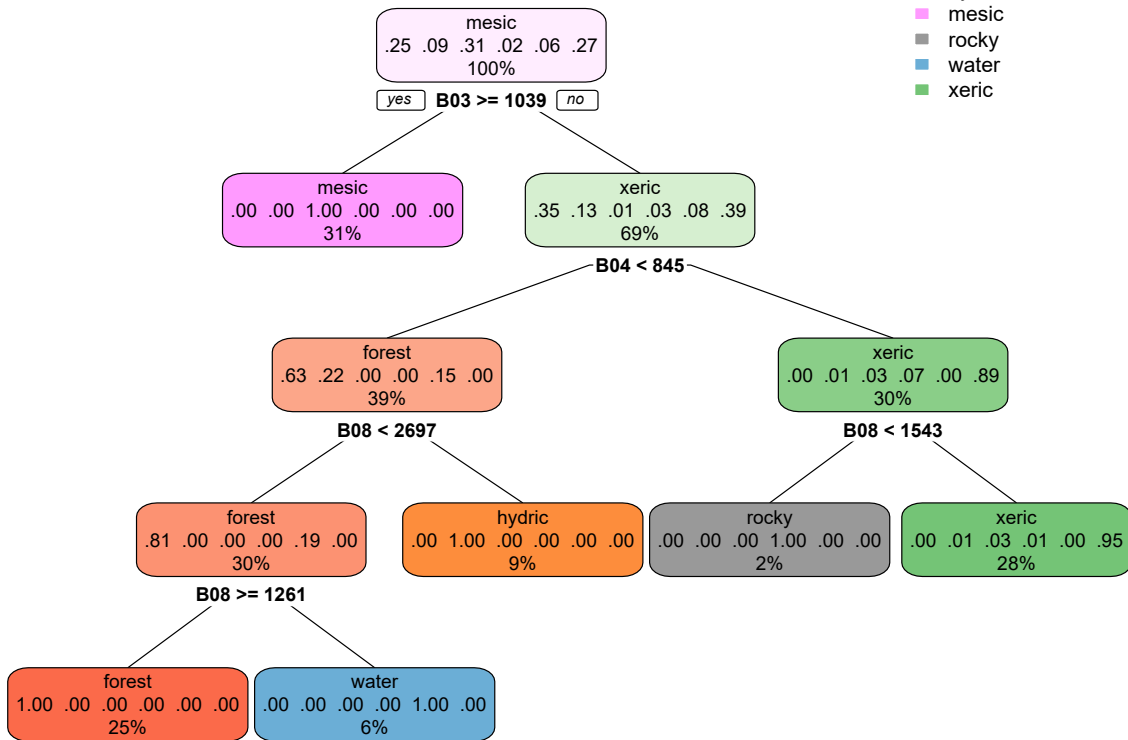 mesic
.25 .09 .31 .02 .06 .27
100%
yes B03 >= 1039 no
mesic
rocky
water
xeric
mesic
.00 .00 1.00 .00 .00 .00
31%
xeric
.35 .13 .01 .03 .08 .39
69%
B04 < 845
forest
.63 .22 .00 .00 .15 .00
39%
B08 < 2697
xeric
.00 .01 .03 .07 .00 .89
30%
B08 < 1543
forest
.81 .00 .00 .00 .19 .00
30%
B08 >= 1261
hydric
.00 1.00 .00 .00 .00 .00
9%
rocky
.00 .00 .00 1.00 .00 .00
2%
xeric
.00 .01 .03 .01 .00 .95
28%
forest
1.00 .00 .00 .00 .00 .00
25%
water
.00 .00 .00 .00 1.00 .00
6%